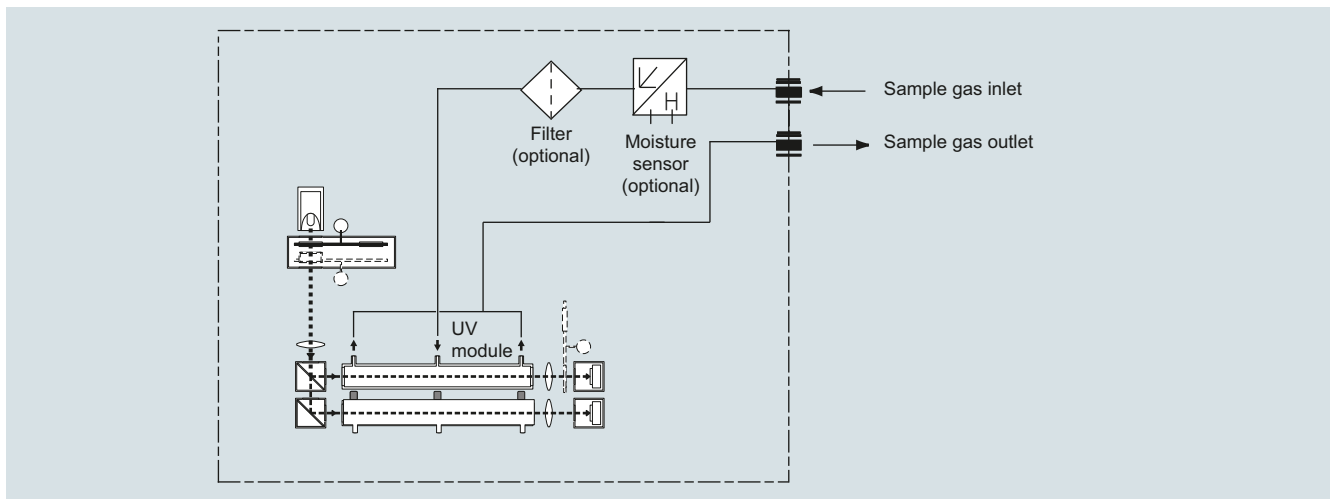 Sample gas inlet
Sample gas outlet
H
Filter
(optional)
Moisture
sensor
(optional)
UV
module